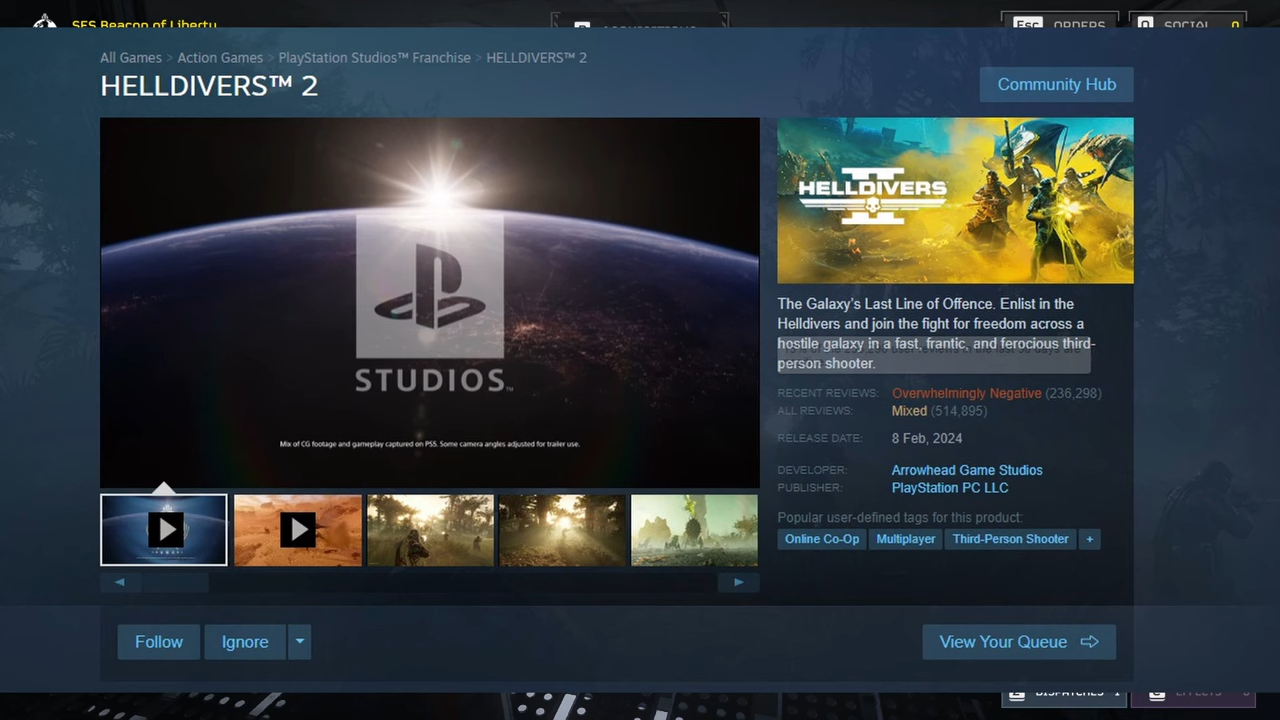 SES Beacon of Liberty
Esc ORDERS
SOCIAL 0
All Games > Action Games > PlayStation Studios™ Franchise > HELLDIVERS™ 2
HELLDIVERS™ 2
Community Hub
HELLDIVERS
II
STUDIOS™
Mix of CG footage and gameplay captured on PS5. Some camera angles adjusted for trailer use.
The Galaxy's Last Line of Offence. Enlist in the
Helldivers and join the fight for freedom across a
hostile galaxy in a fast, frantic, and ferocious third-
person shooter.
RECENT REVIEWS: Overwhelmingly Negative (236,298)
ALL REVIEWS: Mixed (514,895)
RELEASE DATE: 8 Feb, 2024
DEVELOPER: Arrowhead Game Studios
PUBLISHER: PlayStation PC LLC
Popular user-defined tags for this product:
Online Co-Op Multiplayer Third-Person Shooter +
Follow Ignore View Your Queue
DISPATCHES 1
EFFECTS